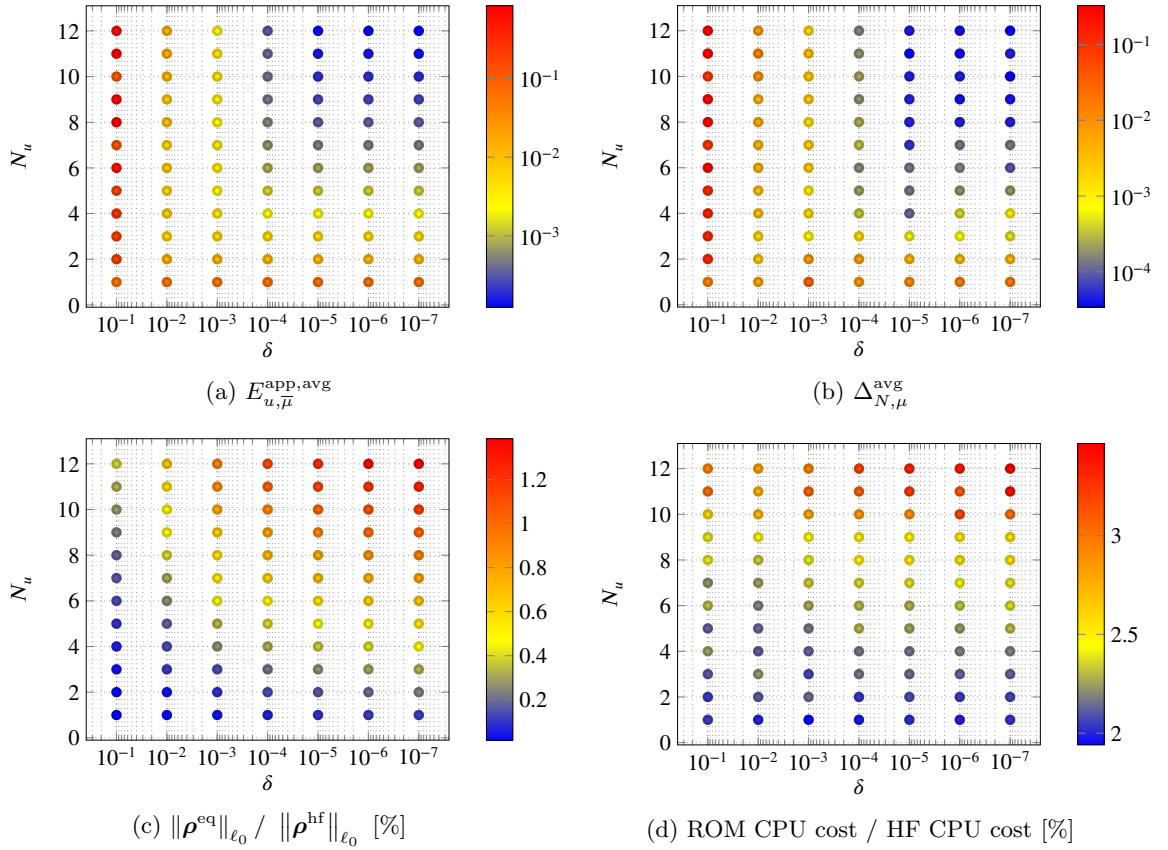 12
10
8
6
4
2
0
N_u
10^{-1} 10^{-2} 10^{-3} 10^{-4} 10^{-5} 10^{-6} 10^{-7}
δ
10^{-1}
10^{-2}
10^{-3}
(a) E_{u,\overline{μ}}^{app,avg}
12
10
8
6
4
2
0
N_u
10^{-1} 10^{-2} 10^{-3} 10^{-4} 10^{-5} 10^{-6} 10^{-7}
δ
10^{-1}
10^{-2}
10^{-3}
10^{-4}
(b) Δ_{N,μ}^{avg}
12
10
8
6
4
2
0
N_u
10^{-1} 10^{-2} 10^{-3} 10^{-4} 10^{-5} 10^{-6} 10^{-7}
δ
1.2
1
0.8
0.6
0.4
0.2
(c) ‖ρ^{eq}‖_{ℓ_0} / ‖ρ^{hf}‖_{ℓ_0} [%]
12
10
8
6
4
2
0
N_u
10^{-1} 10^{-2} 10^{-3} 10^{-4} 10^{-5} 10^{-6} 10^{-7}
δ
3
2.5
2
(d) ROM CPU cost / HF CPU cost [%]